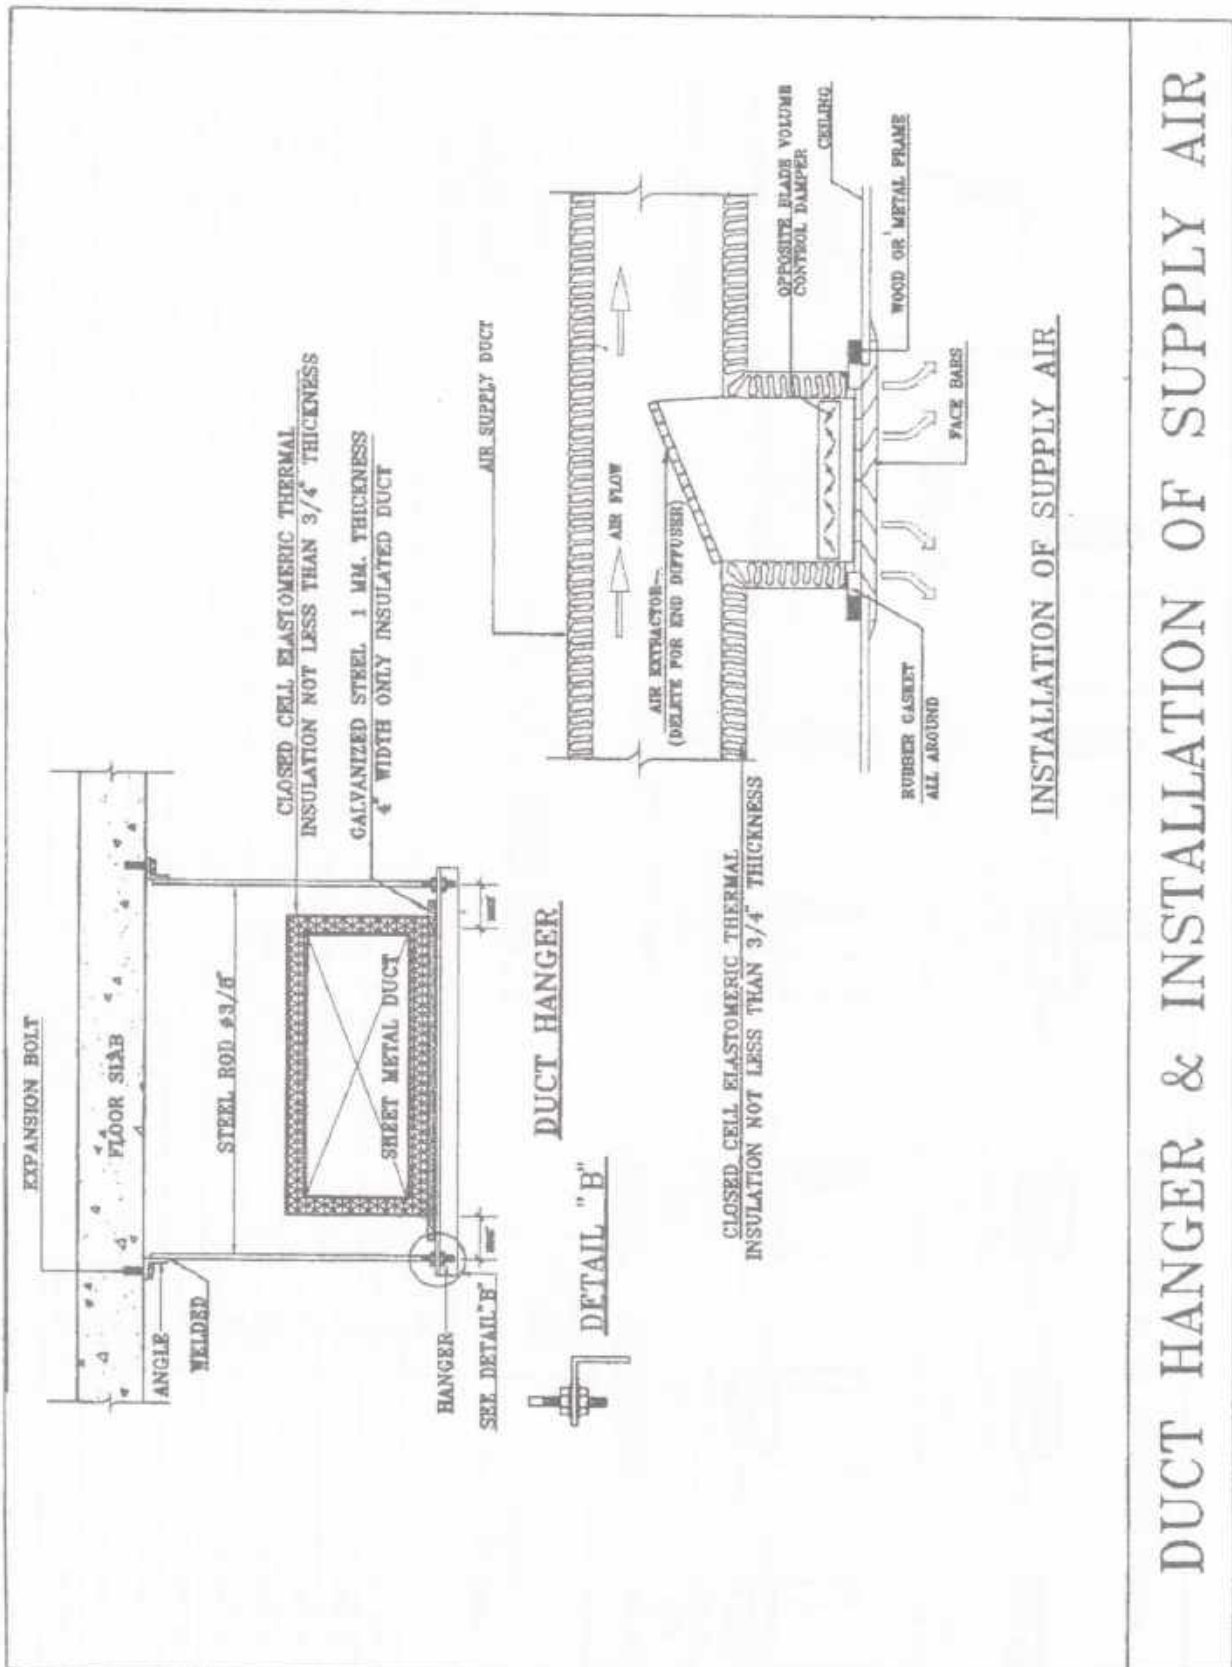 EXPANSION BOLT
FLOOR SLAB
ANGLE
WELDED
STEEL ROD ø3/8"
CLOSED CELL ELASTOMERIC THERMAL
INSULATION NOT LESS THAN 3/4" THICKNESS
GALVANIZED STEEL 1 MM. THICKNESS
4" WIDTH ONLY INSULATED DUCT
SHEET METAL DUCT
HANGER
SEE DETAIL "B"
DUCT HANGER
DETAIL "B"
AIR SUPPLY DUCT
AIR FLOW
AIR EXTRACTOR
(DELETE FOR END DIFFUSER)
OPPOSITE BLADE VOLUME
CONTROL DAMPER
CEILING
CLOSED CELL ELASTOMERIC THERMAL
INSULATION NOT LESS THAN 3/4" THICKNESS
RUBBER GASKET
ALL AROUND
WOOD OR METAL FRAME
FACE BARS
INSTALLATION OF SUPPLY AIR
DUCT HANGER & INSTALLATION OF SUPPLY AIR